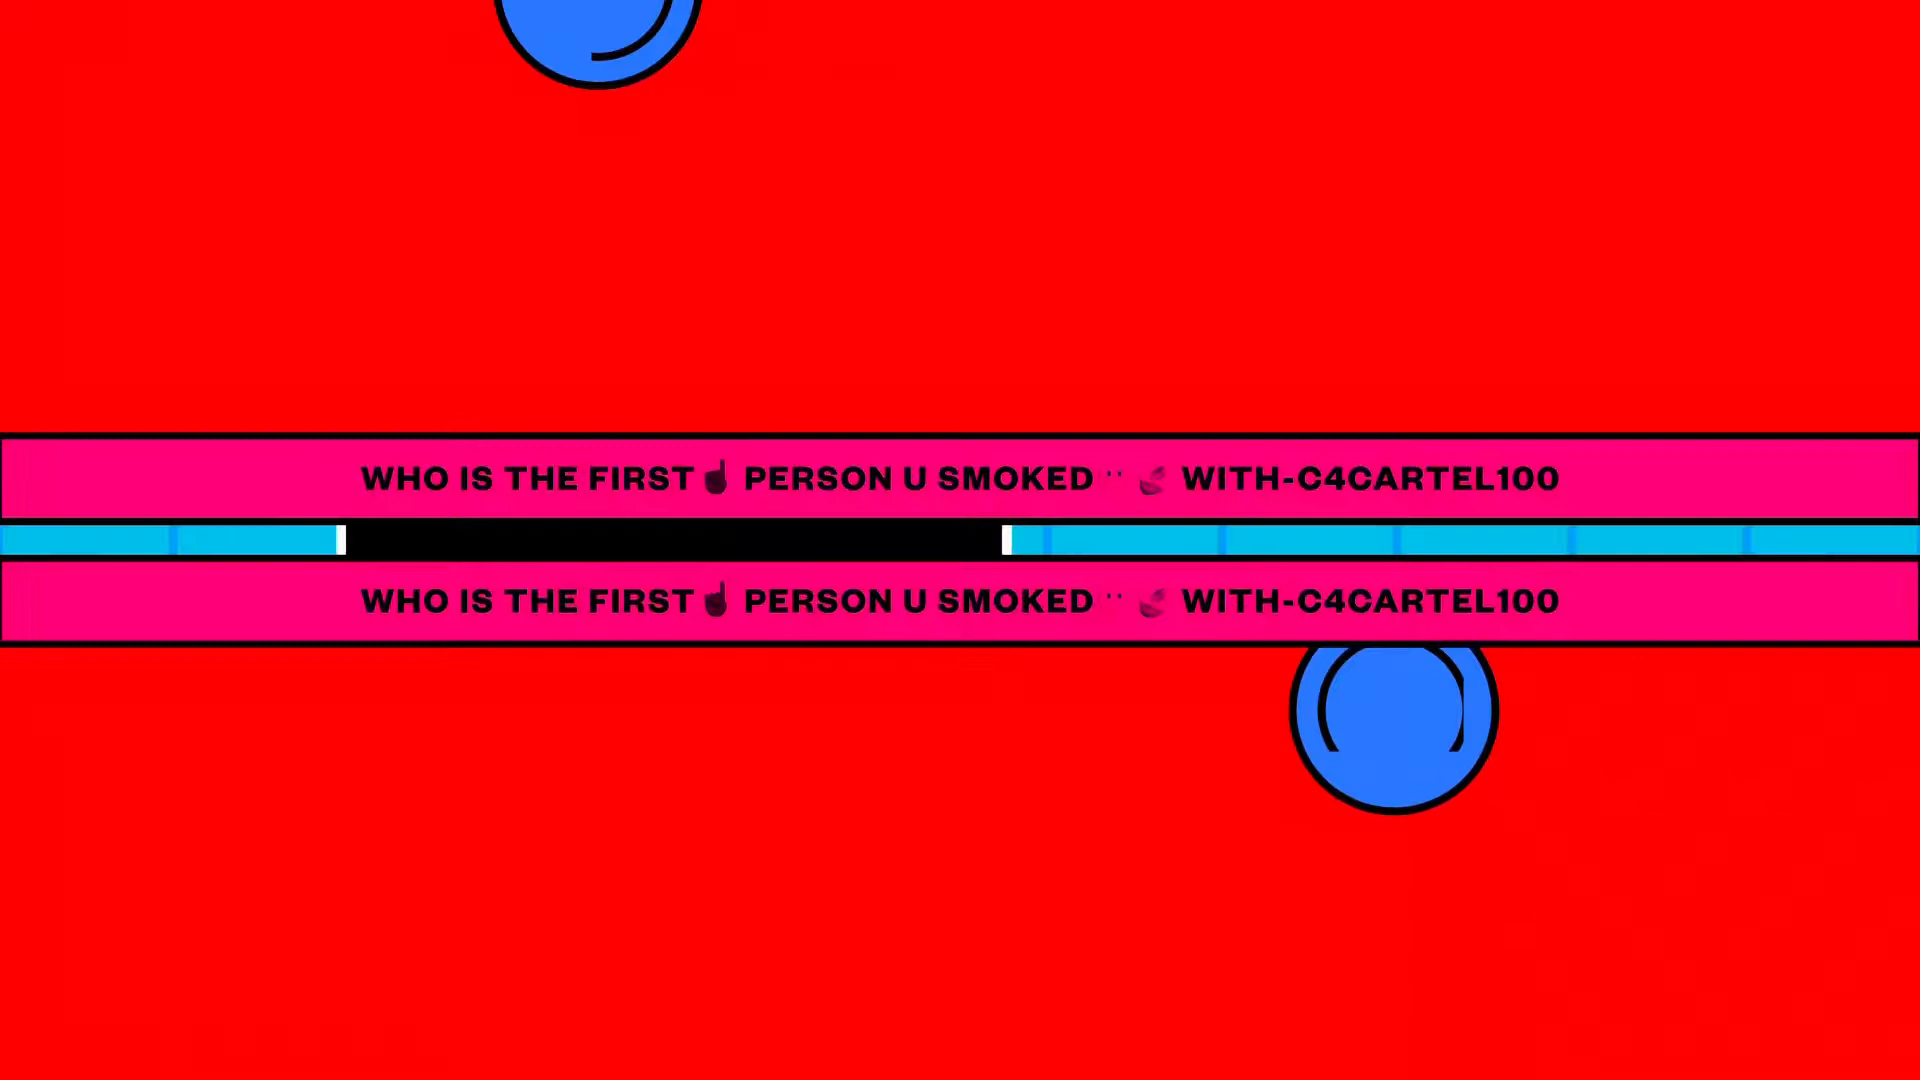 WHO IS THE FIRST☝🏿 PERSON U SMOKED WITH-C4CARTEL100
WHO IS THE FIRST☝🏿 PERSON U SMOKED WITH-C4CARTEL100